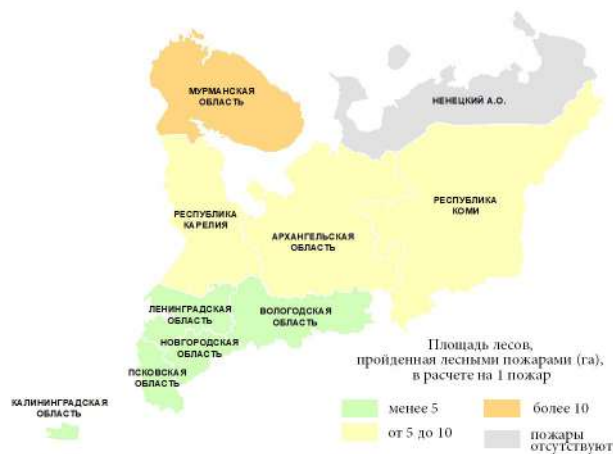 МУРМАНСКАЯ
ОБЛАСТЬ
НЕНЕЦКИЙ А.О.
РЕСПУБЛИКА
КОМИ
РЕСПУБЛИКА
КАРЕЛИЯ
АРХАНГЕЛЬСКАЯ
ОБЛАСТЬ
ЛЕНИНГРАДСКАЯ
ОБЛАСТЬ
ВОЛОГОДСКАЯ
ОБЛАСТЬ
НОВГОРОДСКАЯ
ОБЛАСТЬ
ПСКОВСКАЯ
ОБЛАСТЬ
КАЛИНИНГРАДСКАЯ
ОБЛАСТЬ
Площадь лесов,
пройденная лесными пожарами (га),
в расчете на 1 пожар
менее 5
более 10
от 5 до 10
пожары
отсутствуют